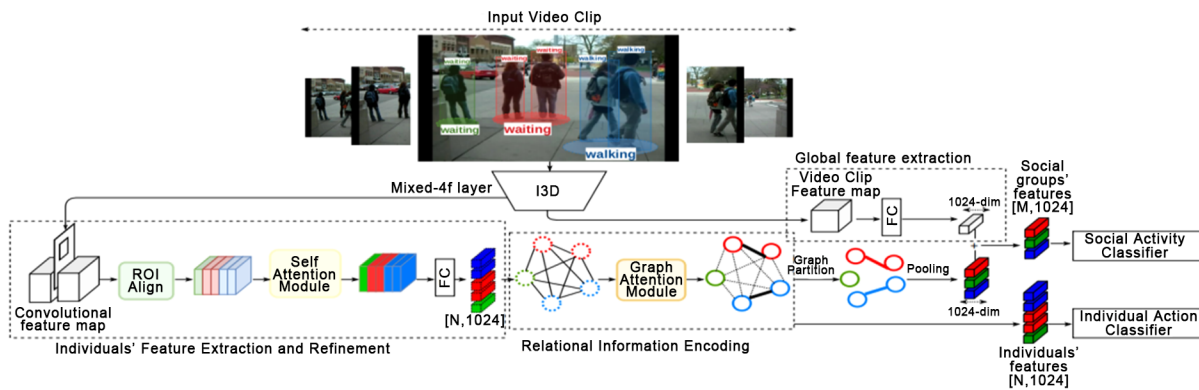 Input Video Clip
waiting
waiting
waiting
walking
walking
waiting
waiting
walking
Mixed-4f layer
I3D
Global feature extraction
Video Clip
Feature map
FC
1024-dim
Social
groups'
features
[M,1024]
Social Activity
Classifier
Convolutional
feature map
ROI
Align
Self
Attention
Module
FC
[N,1024]
Individuals' Feature Extraction and Refinement
Graph
Attention
Module
Relational Information Encoding
Graph
Partition
Pooling
1024-dim
Individuals'
features
[N,1024]
Individual Action
Classifier